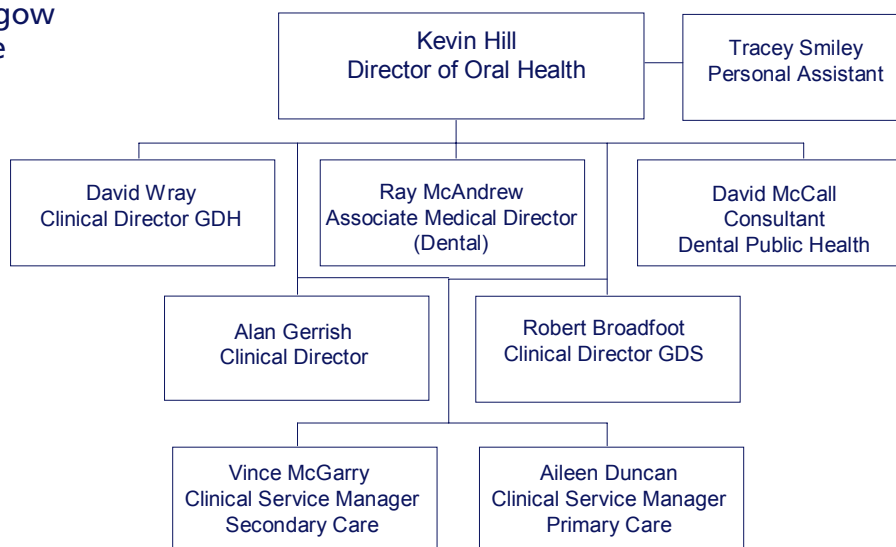 Kevin Hill
Director of Oral Health
Tracey Smiley
Personal Assistant
David Wray
Clinical Director GDH
Ray McAndrew
Associate Medical Director
(Dental)
David McCall
Consultant
Dental Public Health
Alan Gerrish
Clinical Director
Robert Broadfoot
Clinical Director GDS
Vince McGarry
Clinical Service Manager
Secondary Care
Aileen Duncan
Clinical Service Manager
Primary Care